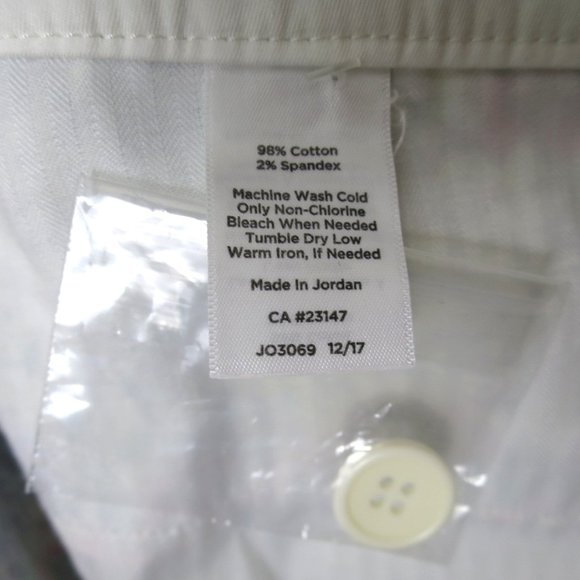 98% Cotton
2% Spandex
Machine Wash Cold
Only Non-Chlorine
Bleach When Needed
Tumble Dry Low
Warm Iron, If Needed
Made In Jordan
CA #23147
JO3069 12/17